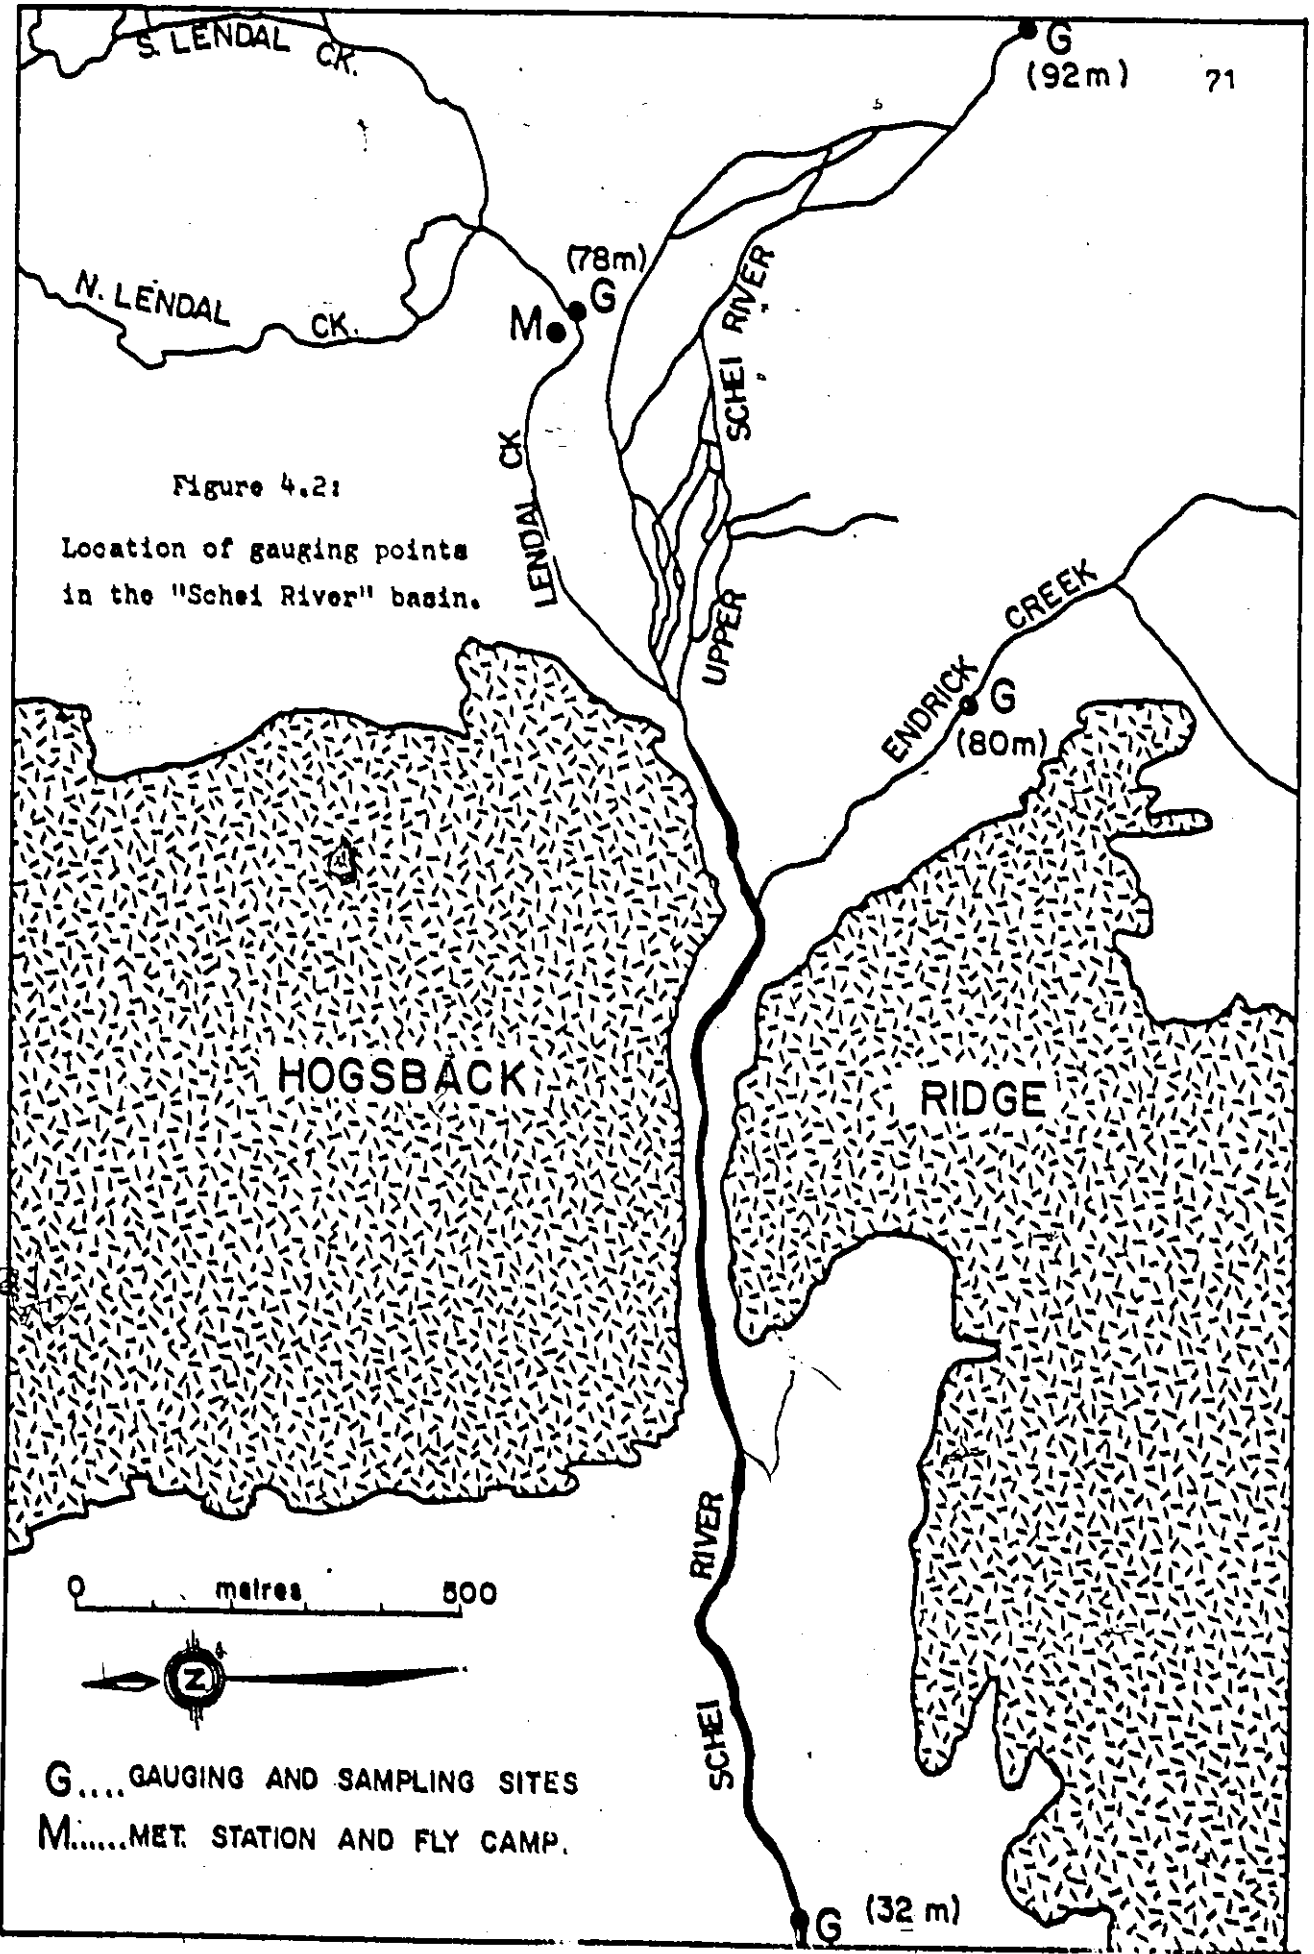 S. LENDAL CK.
G
(92m)
71
(78m)
G
M
N. LENDAL CK.
SCHEI RIVER
UPPER
LENDAL CK
Figure 4.2:
Location of gauging points
in the "Schei River" basin.
ENDRICK CREEK
G
(80m)
HOGSBACK
RIDGE
SCHEI RIVER
0 metres 500
N
G.... GAUGING AND SAMPLING SITES
M......MET. STATION AND FLY CAMP.
G (32 m)